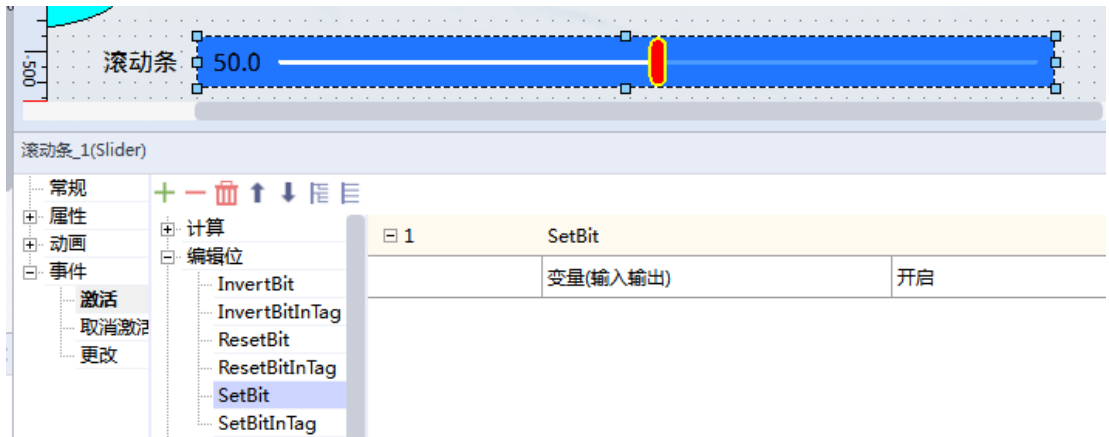 -500
滚动条 50.0
滚动条_1(Slider)
常规
属性
动画
事件
激活
取消激活
更改
计算
编辑位
InvertBit
InvertBitInTag
ResetBit
ResetBitInTag
SetBit
SetBitInTag
1 SetBit
变量(输入输出) 开启